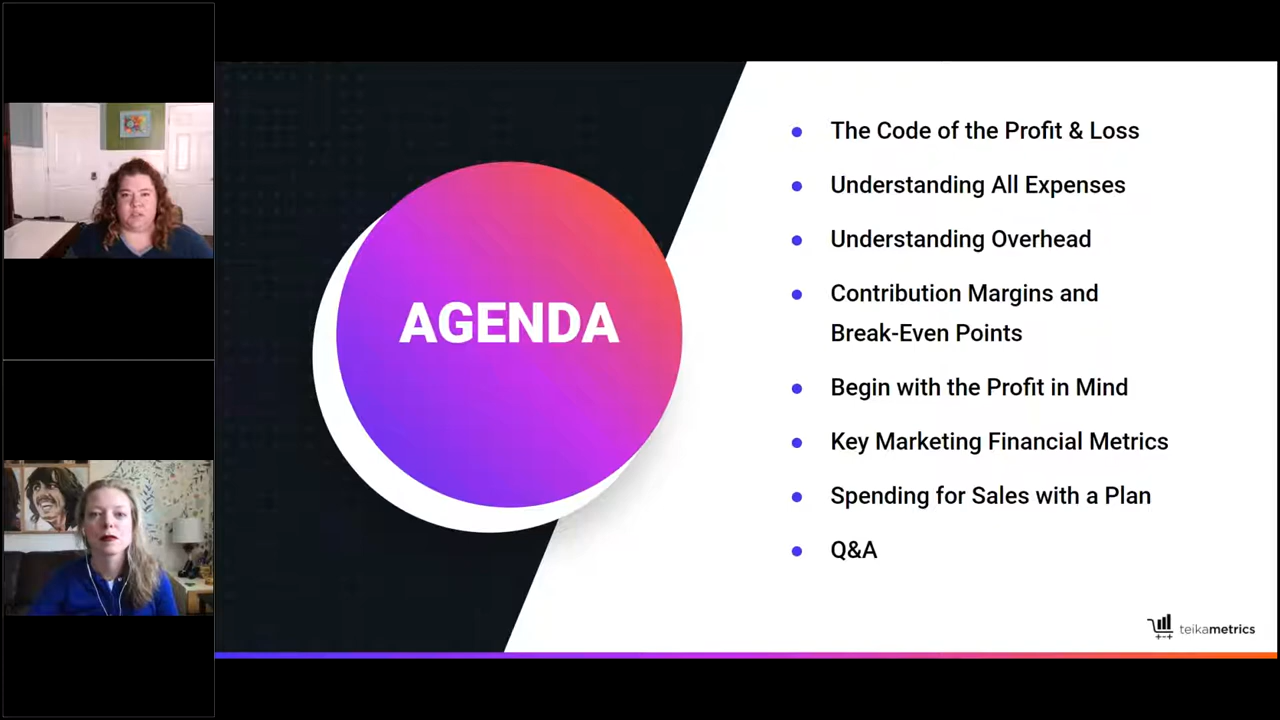 AGENDA
The Code of the Profit & Loss
Understanding All Expenses
Understanding Overhead
Contribution Margins and
Break-Even Points
Begin with the Profit in Mind
Key Marketing Financial Metrics
Spending for Sales with a Plan
Q&A
teikametrics